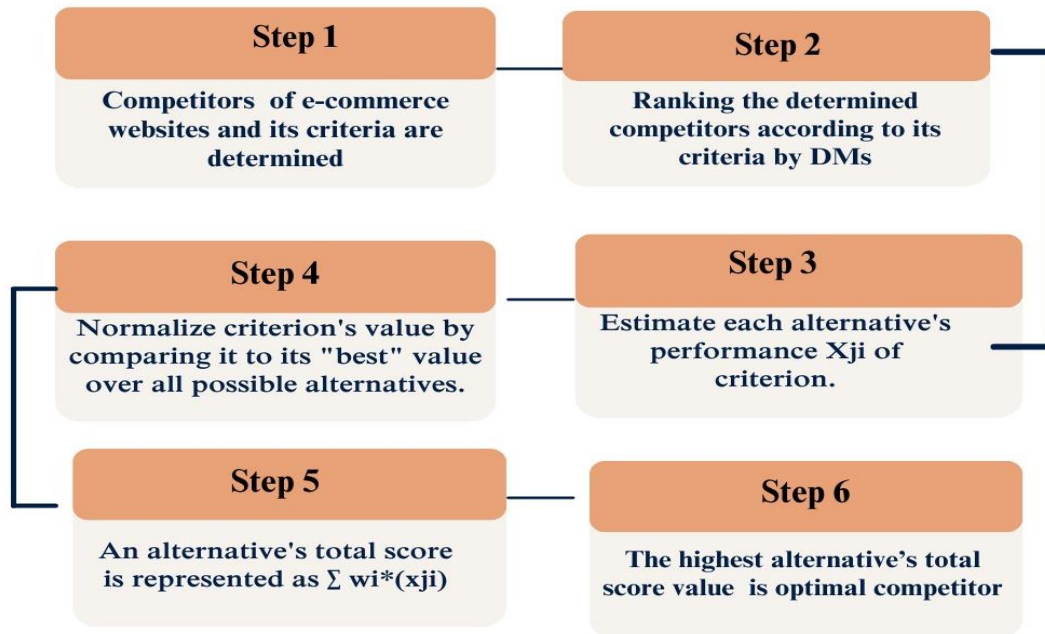 Step 1
Competitors of e-commerce
websites and its criteria are
determined
Step 2
Ranking the determined
competitors according to its
criteria by DMs
Step 3
Estimate each alternative's
performance Xji of
criterion.
Step 4
Normalize criterion's value by
comparing it to its "best" value
over all possible alternatives.
Step 5
An alternative's total score
is represented as ∑ wi*(xji)
Step 6
The highest alternative’s total
score value is optimal competitor